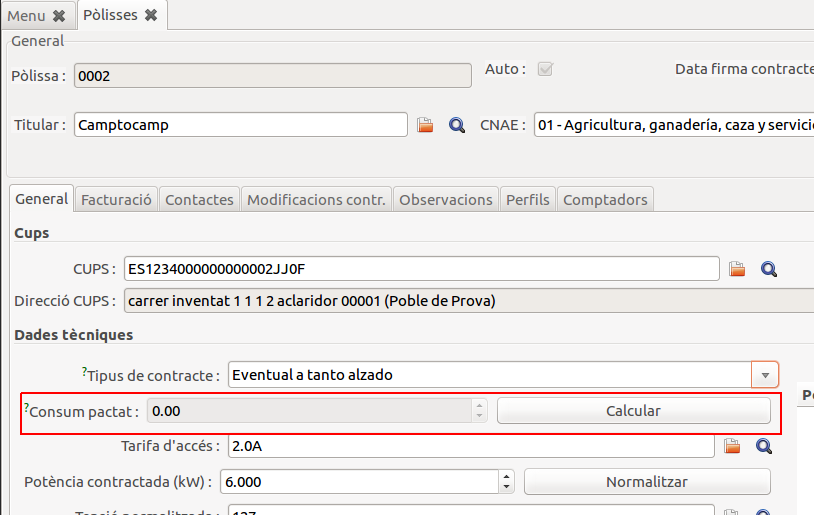 Menu Pòlisses
General
Pòlissa : 0002 Auto : Data firma contracte
Titular : Camptocamp CNAE : 01 - Agricultura, ganadería, caza y servicio
General Facturació Contactes Modificacions contr. Observacions Perfils Comptadors
Cups
CUPS : ES1234000000000002JJ0F
Direcció CUPS : carrer inventat 1 1 1 2 aclaridor 00001 (Poble de Prova)
Dades tècniques
?Tipus de contracte : Eventual a tanto alzado
?Consum pactat : 0.00 Calcular
Tarifa d'accés : 2.0A
Potència contractada (kW) : 6.000 Normalitzar